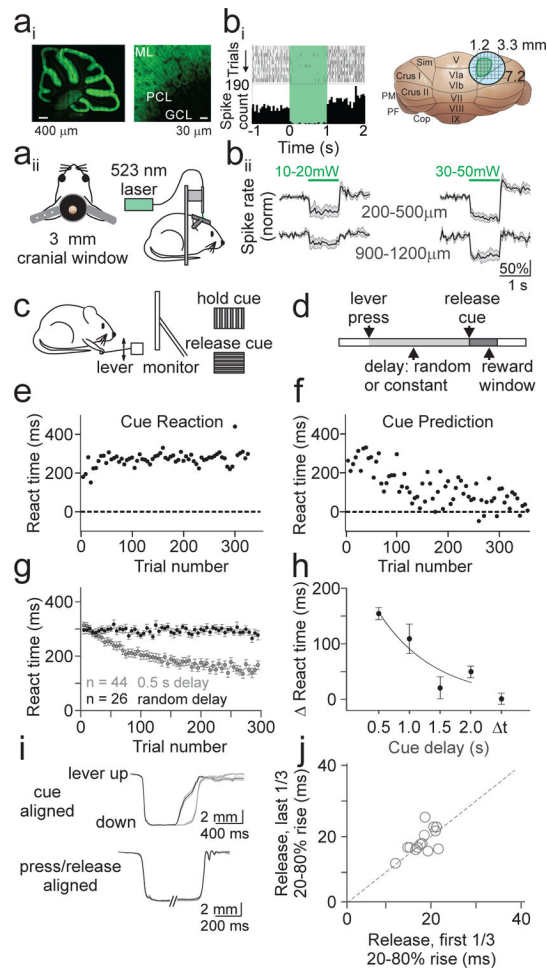 ai
ML
PCL
GCL
400 µm
30 µm
bi
Trials
190
Spike
count
-1 0 1 2
Time (s)
1.2 3.3 mm
7.2
Sim
Crus I
Crus II
PM
PF
Cop
V
VIa
VIb
VII
VIII
IX
aii
523 nm
laser
3 mm
cranial window
bii
10-20mW
30-50mW
Spike rate
(norm)
200-500µm
900-1200µm
50%
1 s
c
hold cue
release cue
lever monitor
d
lever
press
release
cue
delay: random
or constant
reward
window
e
Cue Reaction
React time (ms)
400
200
0
0 100 200 300
Trial number
f
Cue Prediction
React time (ms)
400
200
0
0 100 200 300
Trial number
g
React time (ms)
400
200
0
n = 44 0.5 s delay
n = 26 random delay
0 100 200 300
Trial number
h
Δ React time (ms)
200
100
0
0.5 1.0 1.5 2.0 Δt
Cue delay (s)
i
lever up
cue
aligned
down
2 mm
400 ms
press/release
aligned
2 mm
200 ms
j
Release, last 1/3
20-80% rise (ms)
40
20
0
0 20 40
Release, first 1/3
20-80% rise (ms)